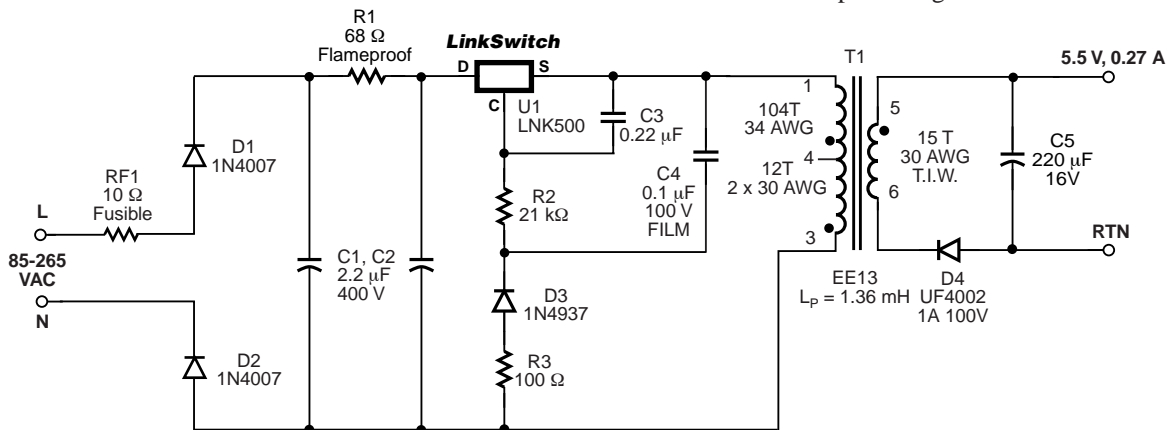 R1
68 Ω
Flameproof
LinkSwitch
D
S
C
U1
LNK500
C3
0.22 µF
C4
0.1 µF
100 V
FILM
R2
21 kΩ
D3
1N4937
R3
100 Ω
D1
1N4007
RF1
10 Ω
Fusible
L
85-265
VAC
N
D2
1N4007
C1, C2
2.2 µF
400 V
T1
1
104T
34 AWG
4
12T
2 x 30 AWG
3
5
15 T
30 AWG
T.I.W.
6
EE13
LP = 1.36 mH
D4
UF4002
1A 100V
5.5 V, 0.27 A
C5
220 µF
16V
RTN